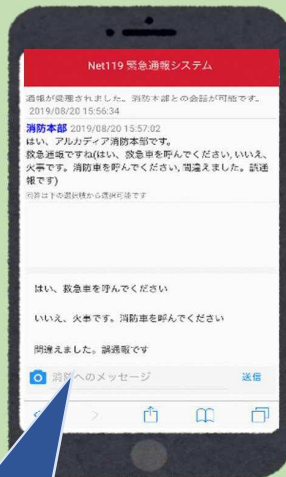 Net119 緊急通報システム
通報が受理されました。消防本部との会話が可能です。
2019/08/20 15:56:34
消防本部 2019/08/20 15:57:02
はい、アルカディア消防本部です。
救急通報ですね(はい、救急車を呼んでください, いいえ、
火事です。消防車を呼んでください, 間違えました。誤通
報です)
回答は下の選択肢から選択可能です
はい、救急車を呼んでください
いいえ、火事です。消防車を呼んでください
間違えました。誤通報です
消防へのメッセージ
送信